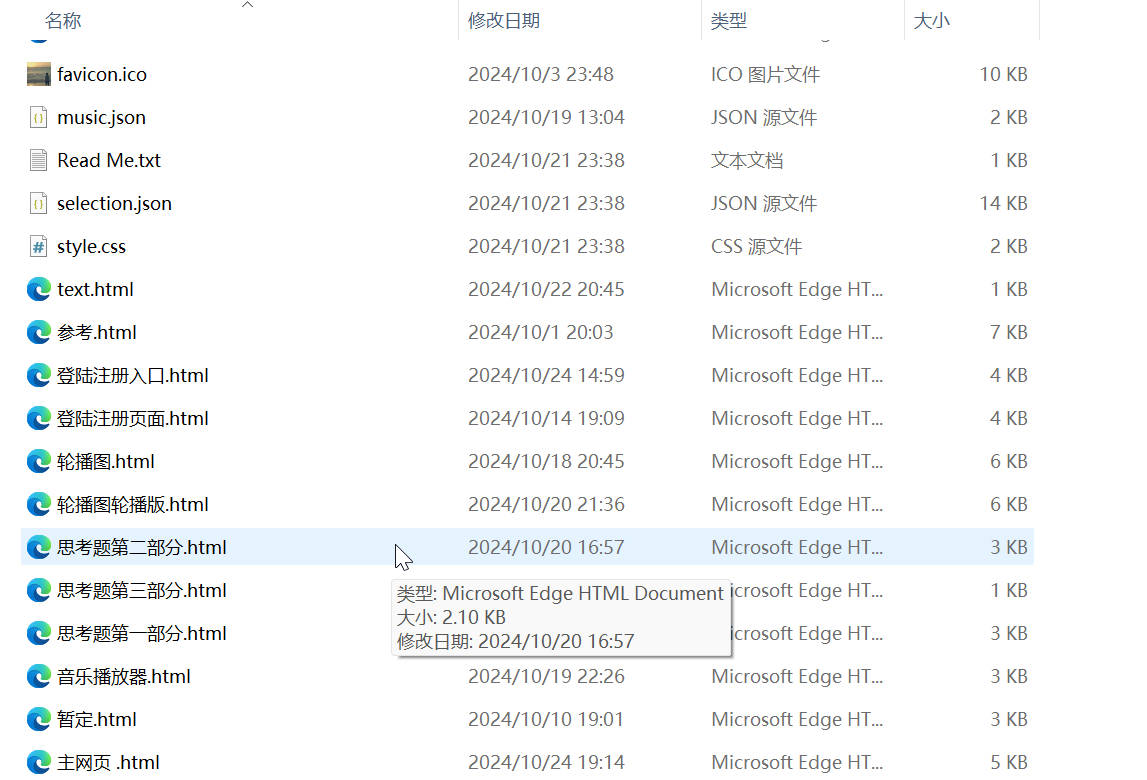 名称 修改日期 类型 大小
favicon.ico 2024/10/3 23:48 ICO 图片文件 10 KB
music.json 2024/10/19 13:04 JSON 源文件 2 KB
Read Me.txt 2024/10/21 23:38 文本文档 1 KB
selection.json 2024/10/21 23:38 JSON 源文件 14 KB
style.css 2024/10/21 23:38 CSS 源文件 2 KB
text.html 2024/10/22 20:45 Microsoft Edge HT... 1 KB
参考.html 2024/10/1 20:03 Microsoft Edge HT... 7 KB
登陆注册入口.html 2024/10/24 14:59 Microsoft Edge HT... 4 KB
登陆注册页面.html 2024/10/14 19:09 Microsoft Edge HT... 4 KB
轮播图.html 2024/10/18 20:45 Microsoft Edge HT... 6 KB
轮播图轮播版.html 2024/10/20 21:36 Microsoft Edge HT... 6 KB
思考题第二部分.html 2024/10/20 16:57 Microsoft Edge HT... 3 KB
思考题第三部分.html icrosoft Edge HT... 1 KB
类型: Microsoft Edge HTML Document
大小: 2.10 KB
思考题第一部分.html icrosoft Edge HT... 3 KB
修改日期: 2024/10/20 16:57
音乐播放器.html 2024/10/19 22:26 Microsoft Edge HT... 3 KB
暂定.html 2024/10/10 19:01 Microsoft Edge HT... 3 KB
主网页 .html 2024/10/24 19:14 Microsoft Edge HT... 5 KB